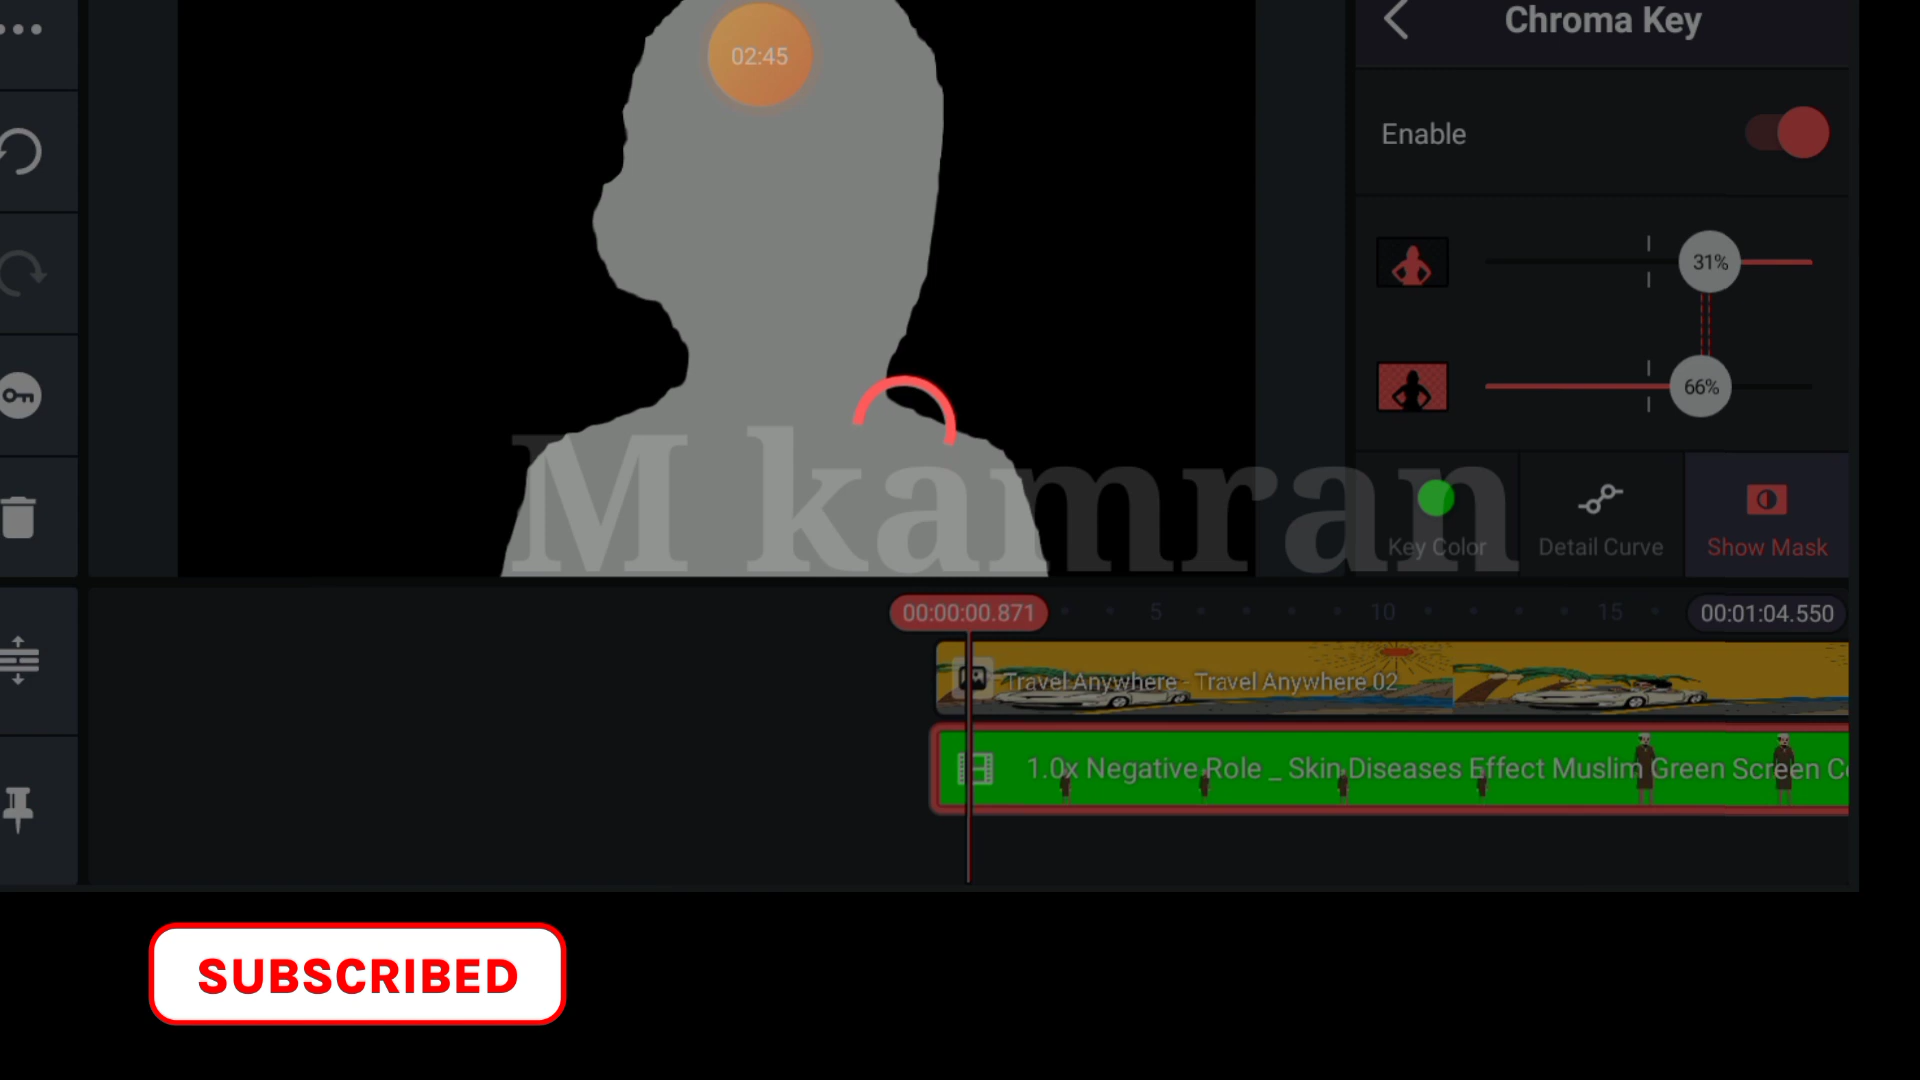 02:45
Chroma Key
Enable
31%
66%
M kamran
Key Color
Detail Curve
Show Mask
00:00:00.871
5
10
15
00:01:04.550
Travel Anywhere - Travel Anywhere 02
1.0x Negative Role _ Skin Diseases Effect Muslim Green Screen C
SUBSCRIBED